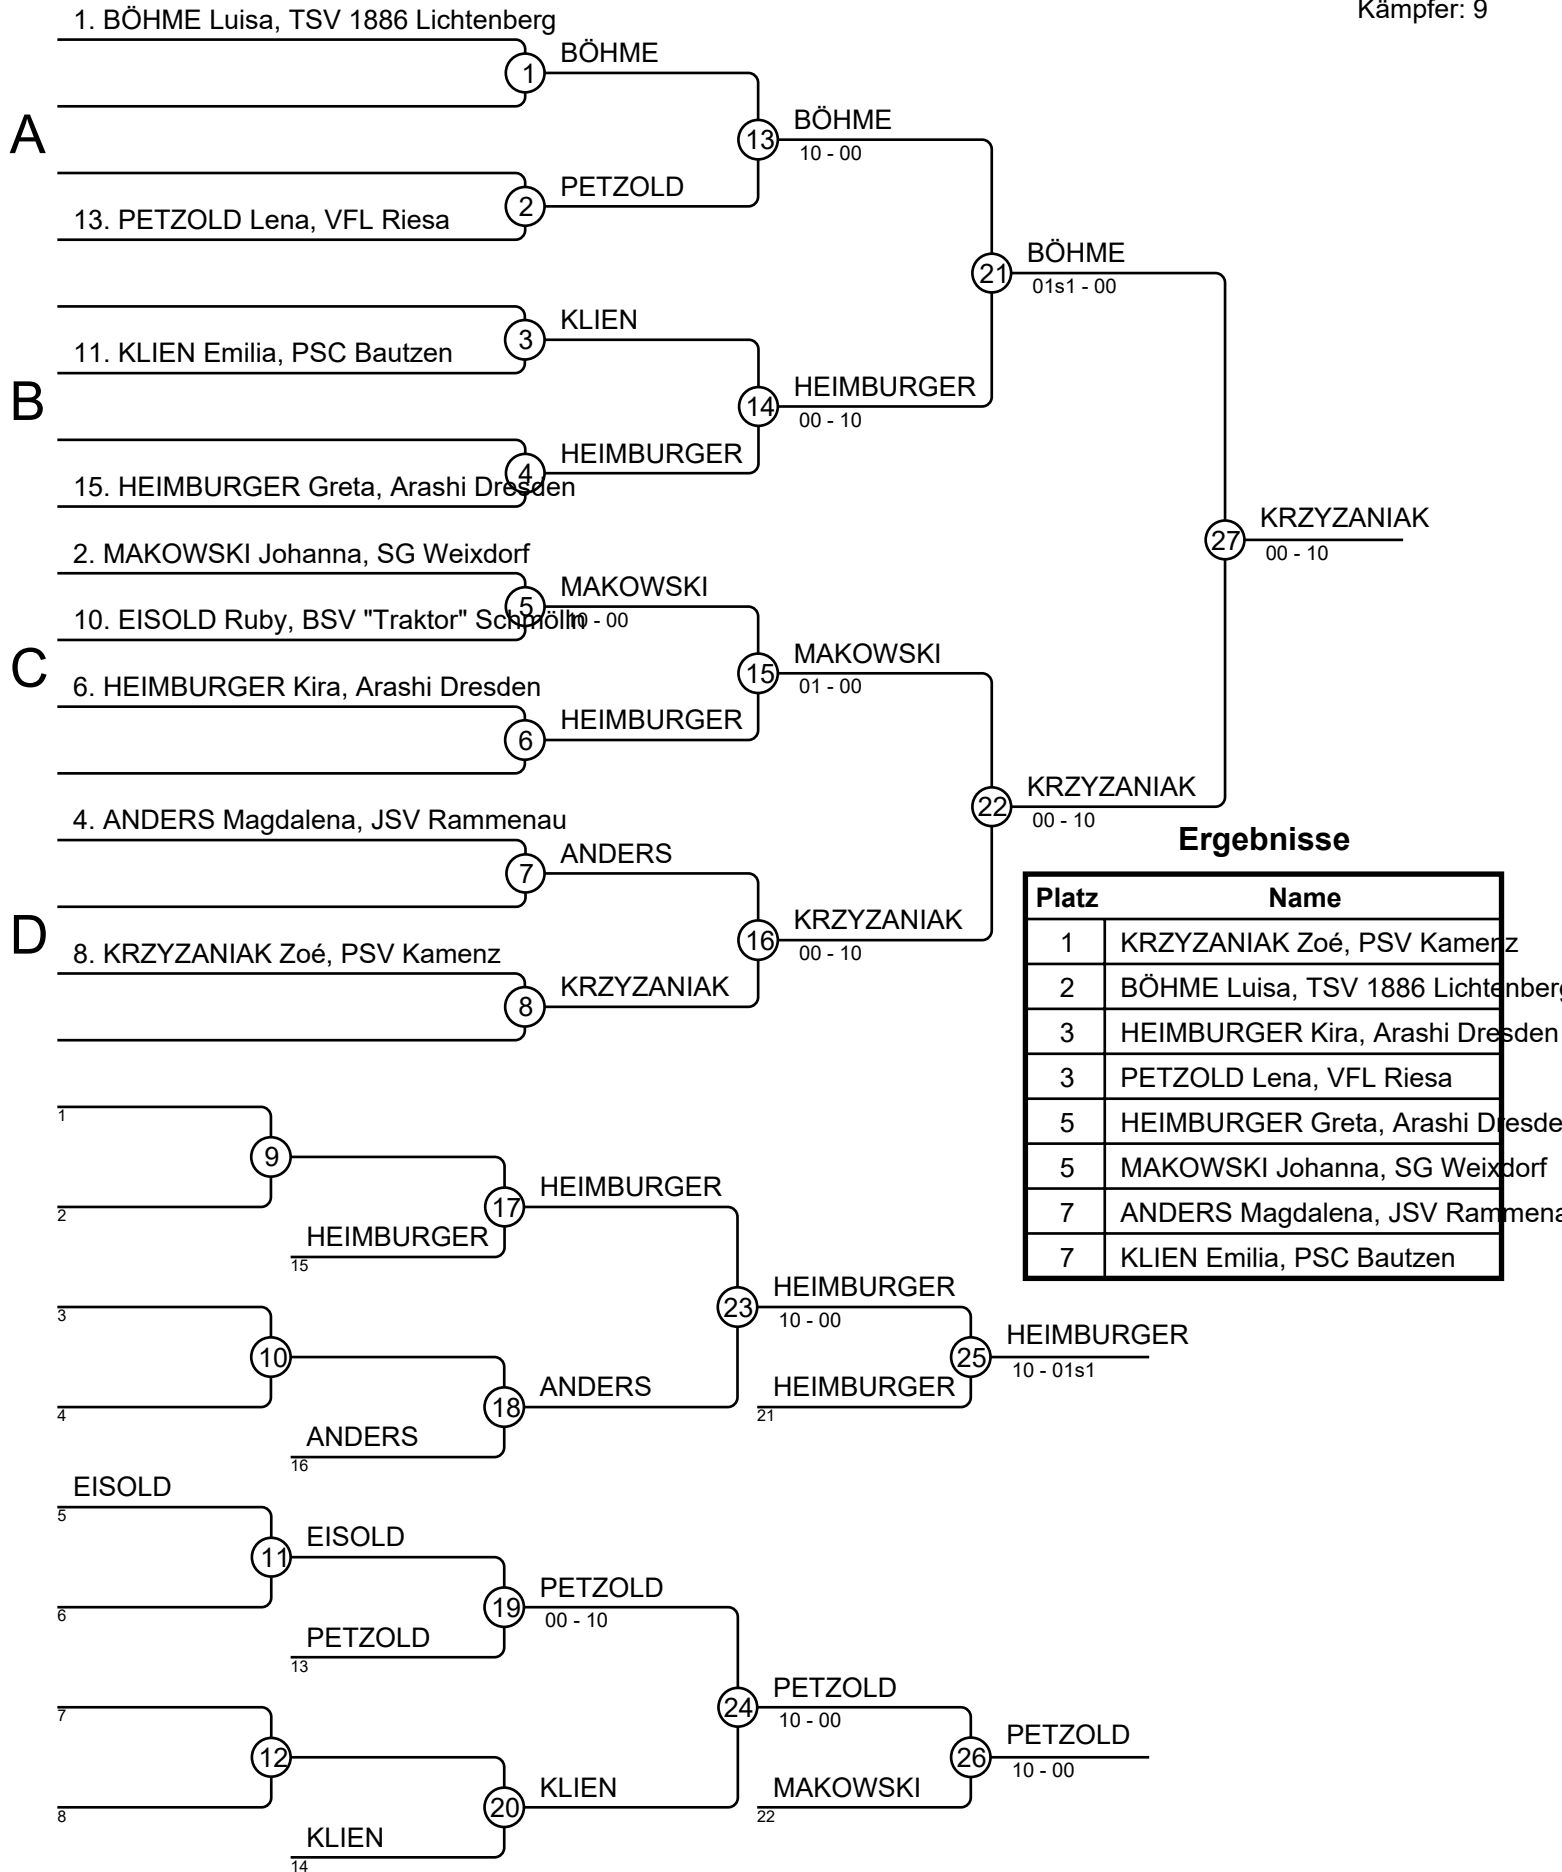 Kämpfer: 9
1. BÖHME Luisa, TSV 1886 Lichtenberg
1
BÖHME
A
13
BÖHME
10 - 00
2
PETZOLD
13. PETZOLD Lena, VFL Riesa
21
BÖHME
01s1 - 00
3
KLIEN
11. KLIEN Emilia, PSC Bautzen
B
14
HEIMBURGER
00 - 10
4
HEIMBURGER
15. HEIMBURGER Greta, Arashi Dresden
27
KRZYZANIAK
00 - 10
2. MAKOWSKI Johanna, SG Weixdorf
5
MAKOWSKI
10 - 00
10. EISOLD Ruby, BSV "Traktor" Schmölln
C
15
MAKOWSKI
01 - 00
6. HEIMBURGER Kira, Arashi Dresden
6
HEIMBURGER
22
KRZYZANIAK
00 - 10
4. ANDERS Magdalena, JSV Rammenau
7
ANDERS
D
16
KRZYZANIAK
00 - 10
8. KRZYZANIAK Zoé, PSV Kamenz
8
KRZYZANIAK
Ergebnisse
Platz Name
1 KRZYZANIAK Zoé, PSV Kamenz
2 BÖHME Luisa, TSV 1886 Lichtenberg
3 HEIMBURGER Kira, Arashi Dresden
3 PETZOLD Lena, VFL Riesa
5 HEIMBURGER Greta, Arashi Dresde
5 MAKOWSKI Johanna, SG Weixdorf
7 ANDERS Magdalena, JSV Rammena
7 KLIEN Emilia, PSC Bautzen
1
9
2
17
HEIMBURGER
HEIMBURGER
15
23
HEIMBURGER
10 - 00
3
10
4
18
ANDERS
ANDERS
16
25
HEIMBURGER
10 - 01s1
HEIMBURGER
21
EISOLD
5
11
EISOLD
6
19
PETZOLD
00 - 10
PETZOLD
13
24
PETZOLD
10 - 00
7
12
8
20
KLIEN
KLIEN
14
26
PETZOLD
10 - 00
MAKOWSKI
22